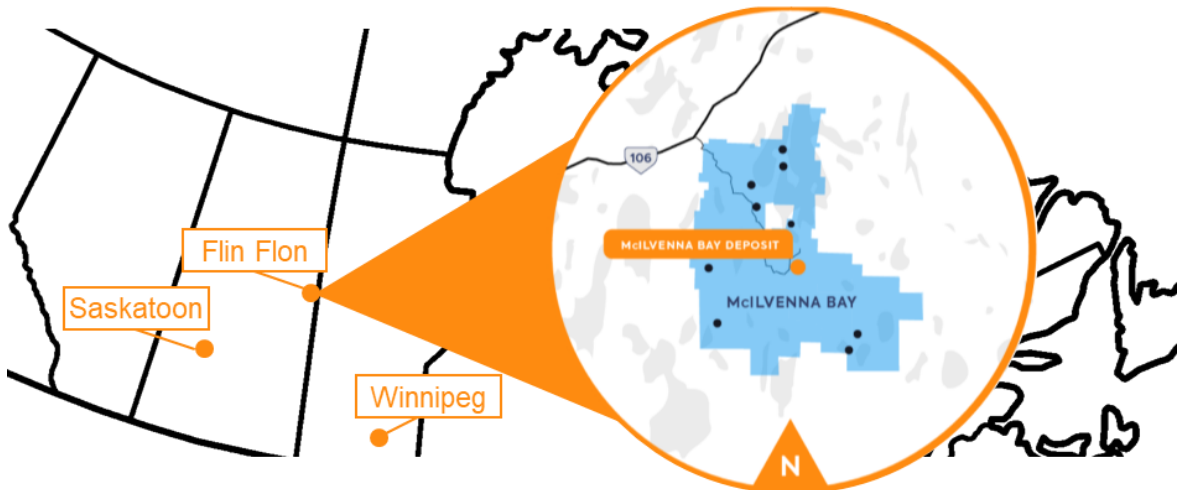 106
McILVENNA BAY DEPOSIT
Flin Flon
Saskatoon
McILVENNA BAY
Winnipeg
N